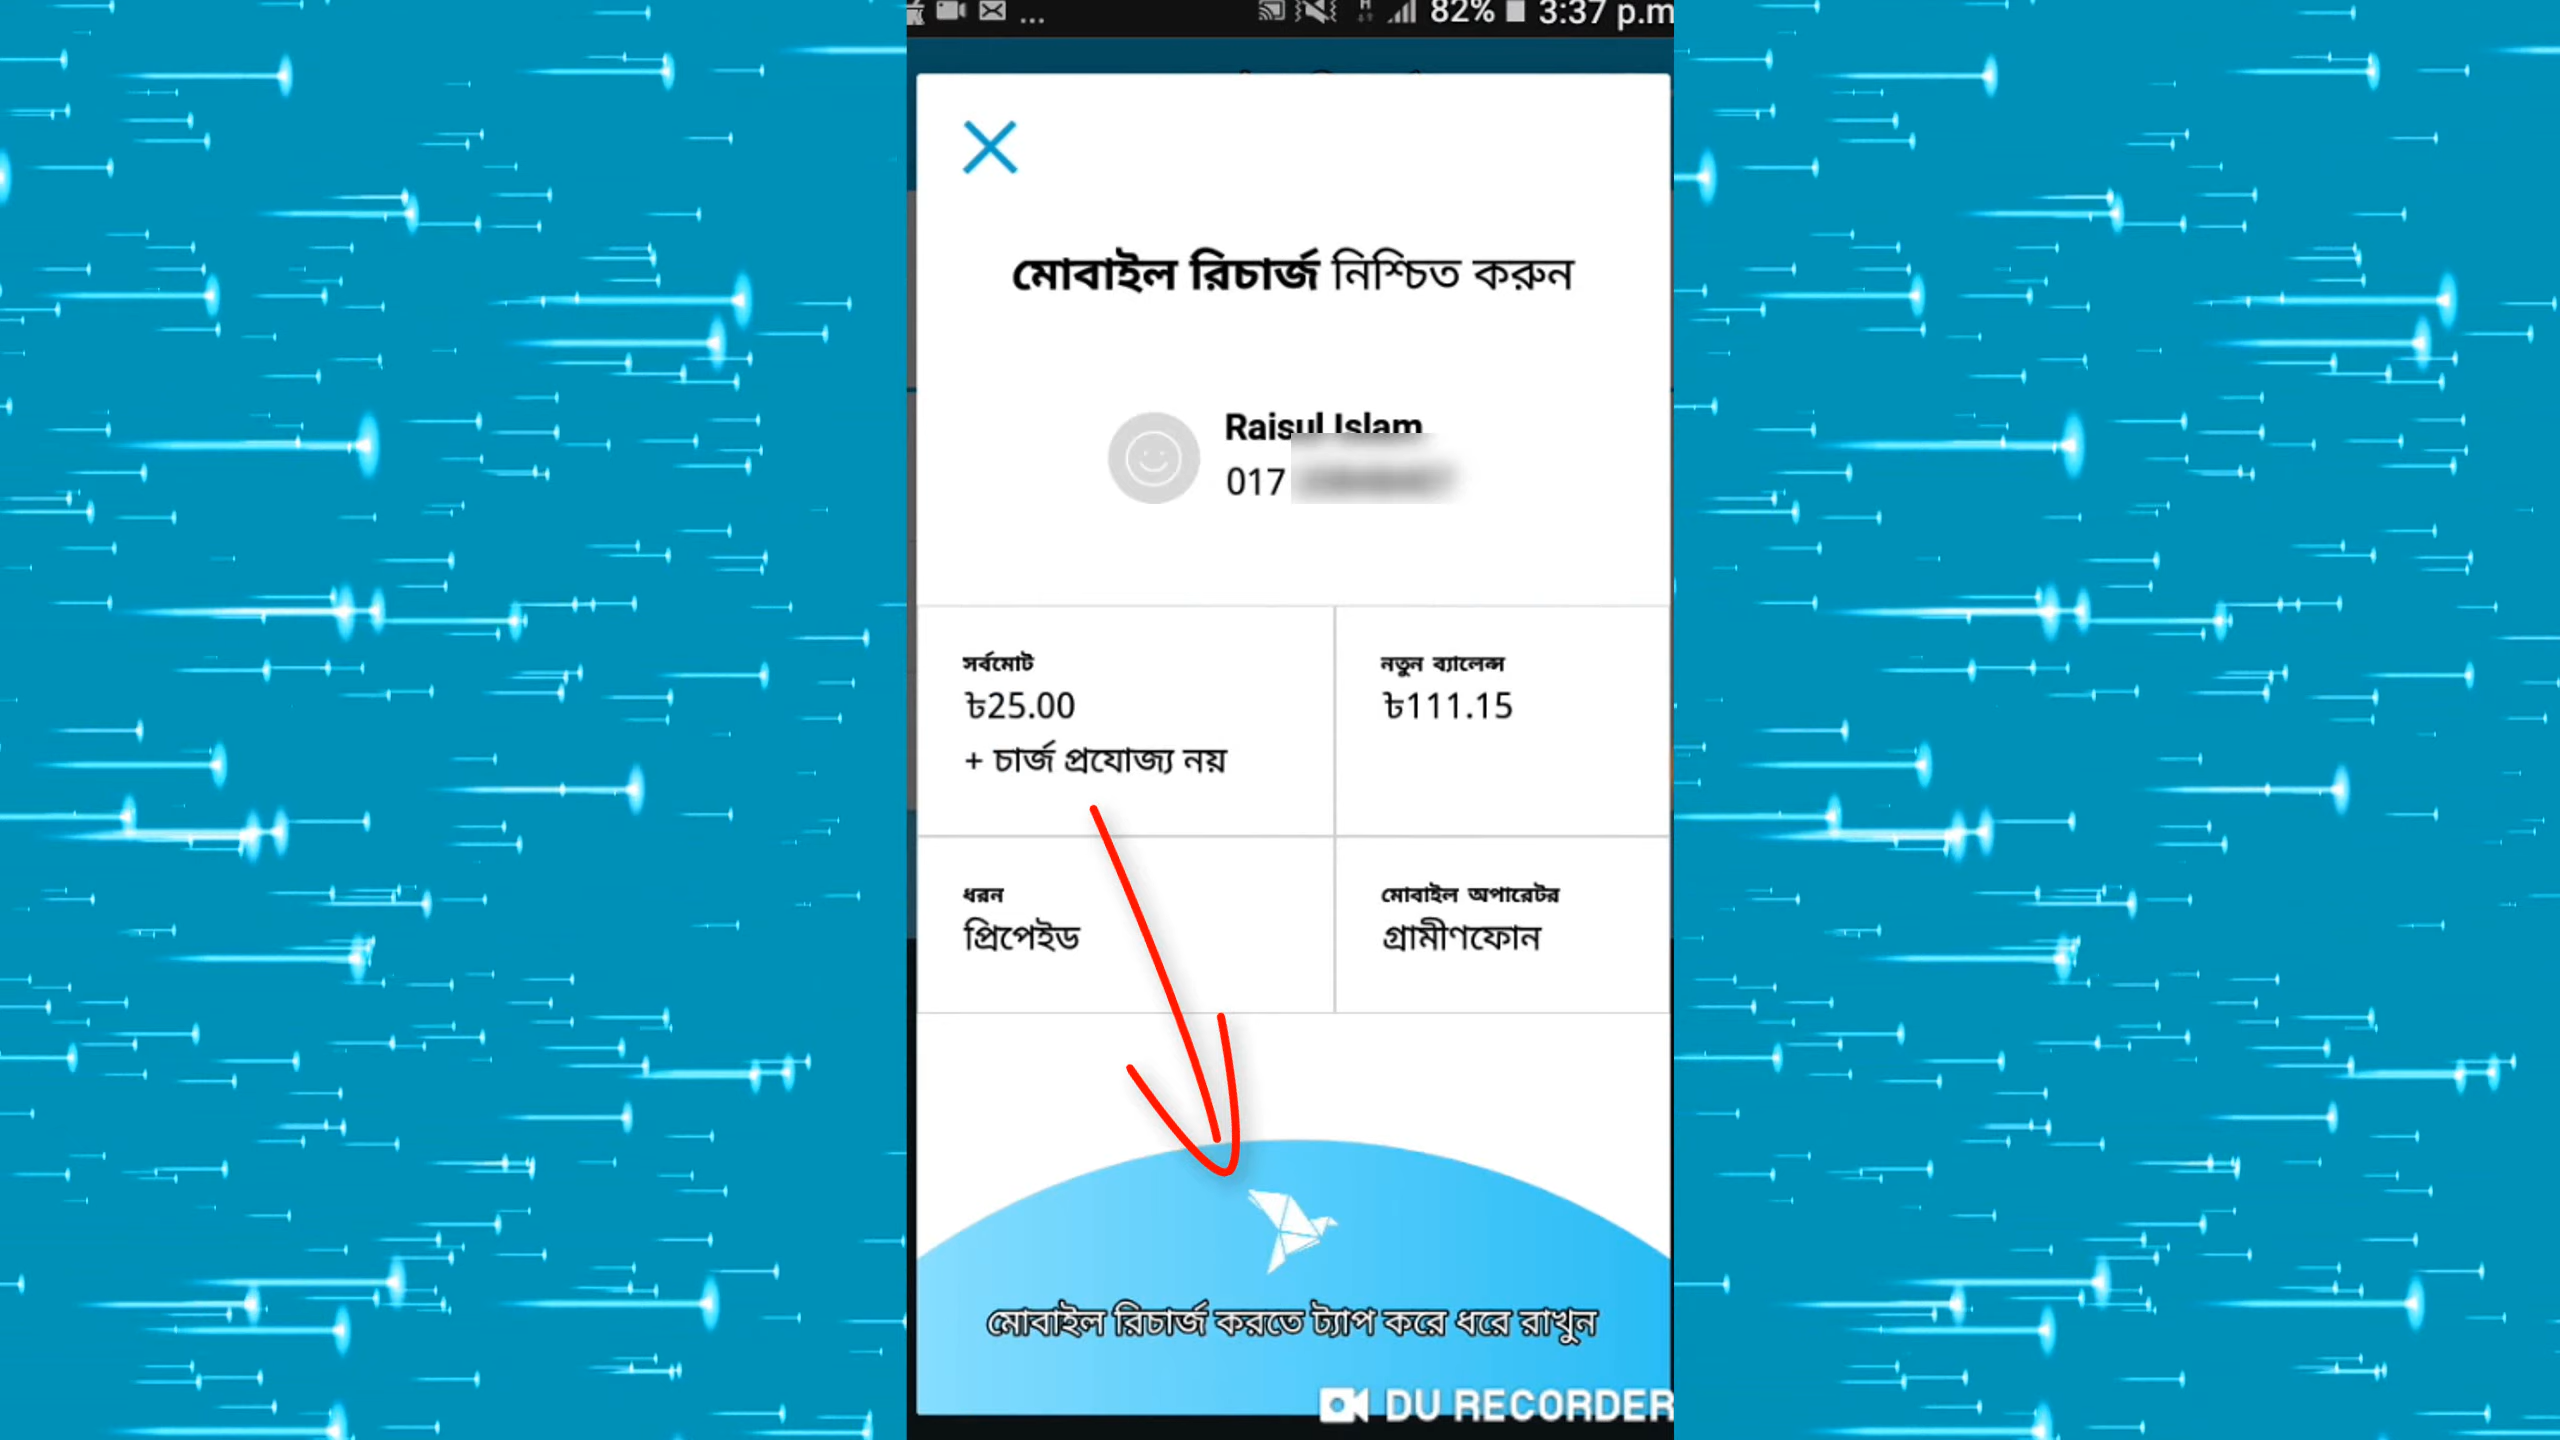 ... H 82% 3:37 p.m
মোবাইল রিচার্জ নিশ্চিত করুন
Raisul Islam
017
সর্বমোট
৳25.00
+ চার্জ প্রযোজ্য নয়
নতুন ব্যালেন্স
৳111.15
ধরন
প্রিপেইড
মোবাইল অপারেটর
গ্রামীণফোন
মোবাইল রিচার্জ করতে ট্যাপ করে ধরে রাখুন
DU RECORDER